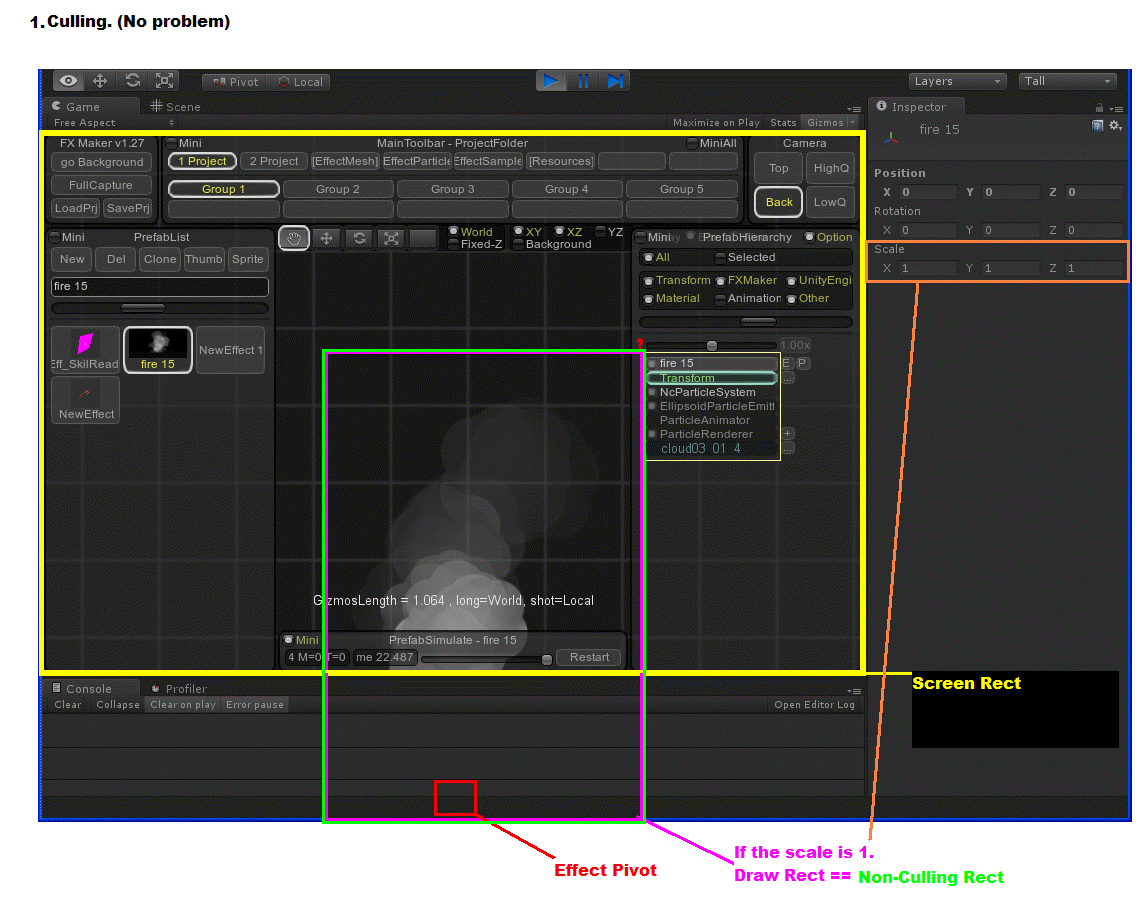 1. Culling. (No problem)
Pivot Local
Layers Tall
Game Scene
Free Aspect
Maximize on Play Stats Gizmos
Inspector
fire 15
Position
X 0 Y 0 Z 0
Rotation
X 0 Y 0 Z 0
Scale
X 1 Y 1 Z 1
FX Maker v1.27
go Background
FullCapture
LoadPrj SavePrj
Mini MainToolbar - ProjectFolder MiniAll
1 Project 2 Project [EffectMesh] EffectParticle EffectSample [Resources]
Group 1 Group 2 Group 3 Group 4 Group 5
Camera
Top HighQ
Back LowQ
Mini PrefabList
New Del Clone Thumb Sprite
fire 15
Eff_SkilRead fire 15 NewEffect 1
NewEffect
World XY XZ YZ
Fixed-Z Background
Mini PrefabHierarchy Option
All Selected
Transform FXMaker UnityEngi
Material Animation Other
? 1.00x
fire 15 E P
Transform ...
NcParticleSystem
EllipsoidParticleEmitt
ParticleAnimator
ParticleRenderer +
cloud03_01_4 ...
GizmosLength = 1.064 , long=World, shot=Local
Mini PrefabSimulate - fire 15
4 M=0 T=0 me 22.487 Restart
Console Profiler
Clear Collapse Clear on play Error pause Open Editor Log
Screen Rect
Effect Pivot
If the scale is 1.
Draw Rect == Non-Culling Rect